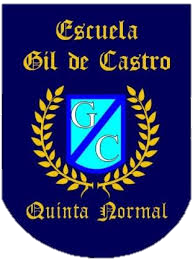 Escuela
Gil de Castro
G
C
Quinta Normal